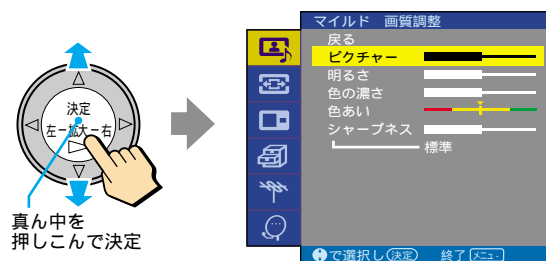 マイルド 画質調整
戻る
ピクチャー
明るさ
色の濃さ
色あい
シャープネス
標準
で選択し 決定 終了 メニュー
決定
左－拡大－右
真ん中を
押しこんで決定